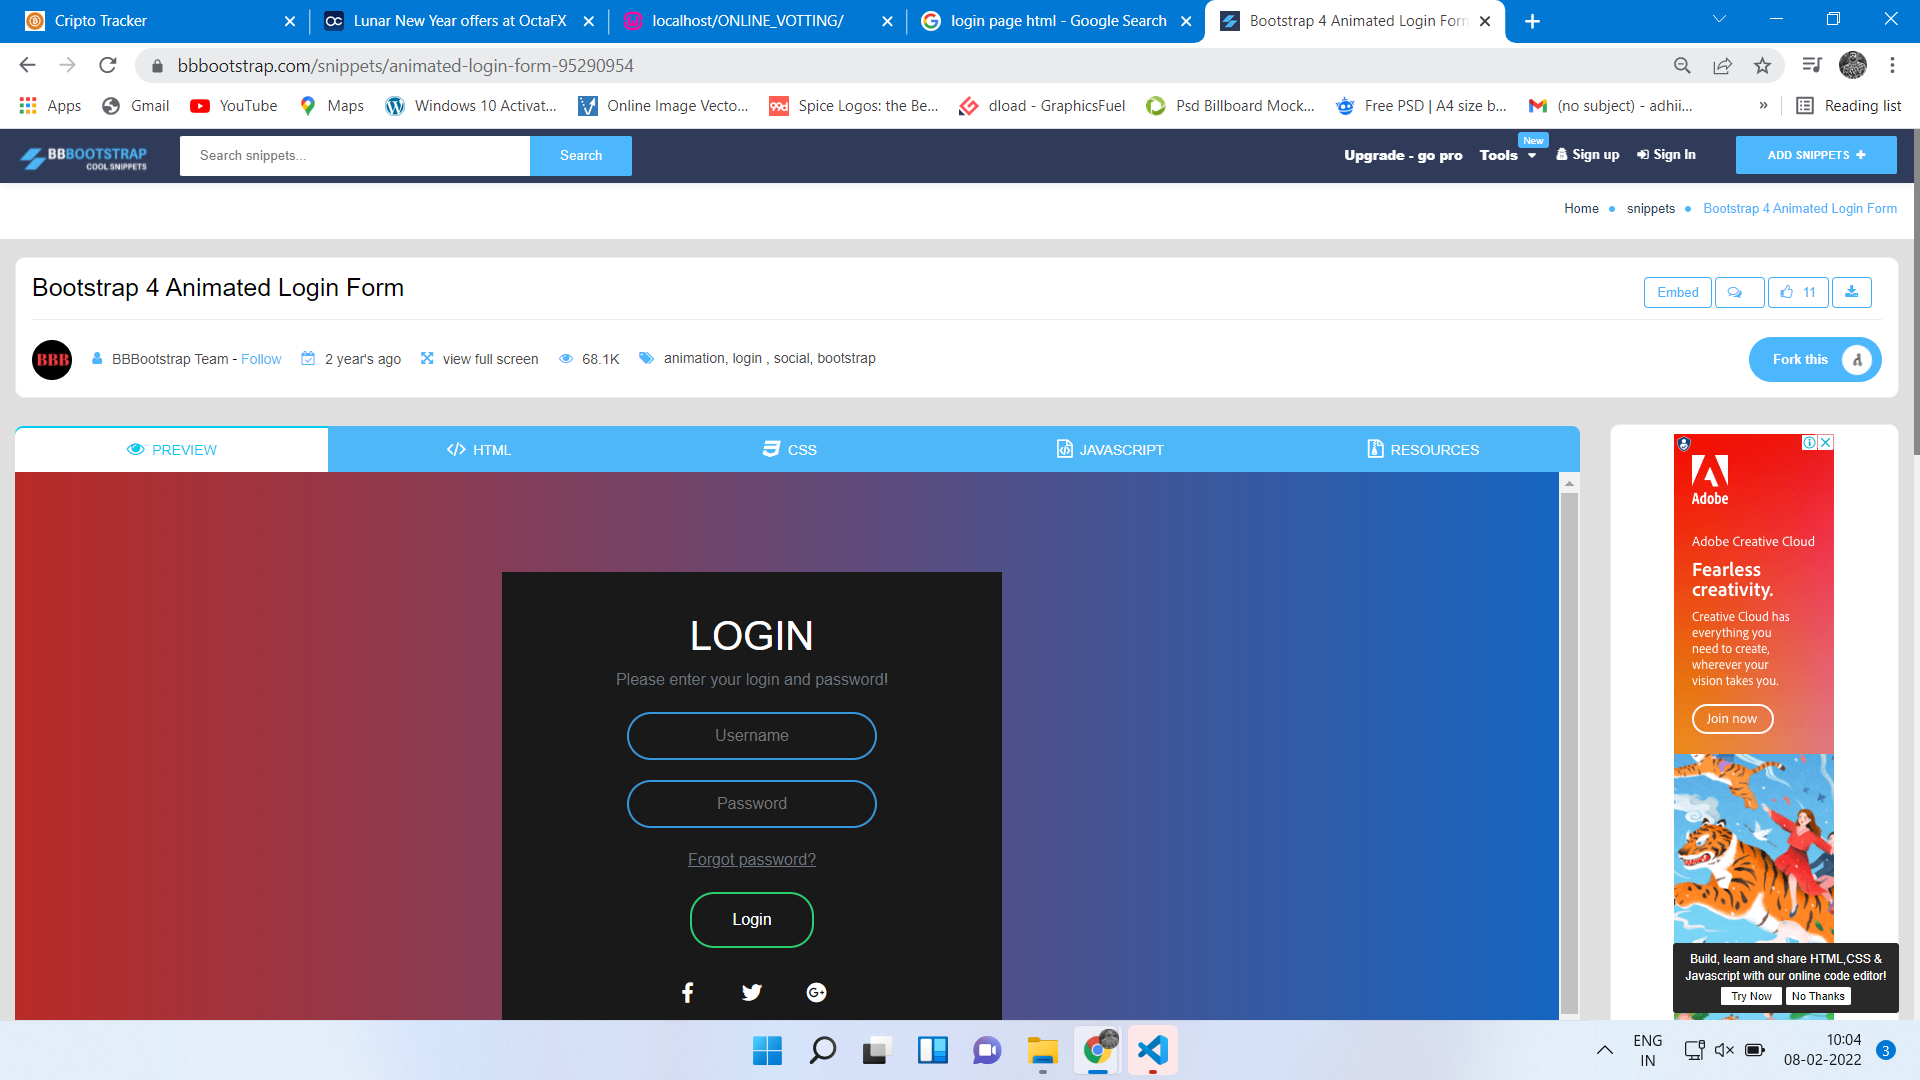 Cripto Tracker
Lunar New Year offers at OctaFX
localhost/ONLINE_VOTTING/
login page html - Google Search
Bootstrap 4 Animated Login Forn
bbbootstrap.com/snippets/animated-login-form-95290954
Apps
Gmail
YouTube
Maps
Windows 10 Activat...
Online Image Vecto...
99d
Spice Logos: the Be...
dload - GraphicsFuel
Psd Billboard Mock...
Free PSD | A4 size b...
(no subject) - adhii...
»
Reading list
BBBOOTSTRAP
COOL SNIPPETS
Search snippets...
Search
Upgrade - go pro
Tools
New
Sign up
Sign In
ADD SNIPPETS +
Home
snippets
Bootstrap 4 Animated Login Form
Bootstrap 4 Animated Login Form
Embed
11
BBB
BBBootstrap Team - Follow
2 year's ago
view full screen
68.1K
animation, login , social, bootstrap
Fork this
PREVIEW
HTML
CSS
JAVASCRIPT
RESOURCES
LOGIN
Please enter your login and password!
Username
Password
Forgot password?
Login
Adobe
Adobe Creative Cloud
Fearless
creativity.
Creative Cloud has
everything you
need to create,
wherever your
vision takes you.
Join now
Build, learn and share HTML,CSS &
Javascript with our online code editor!
Try Now
No Thanks
ENG
IN
10:04
08-02-2022
3